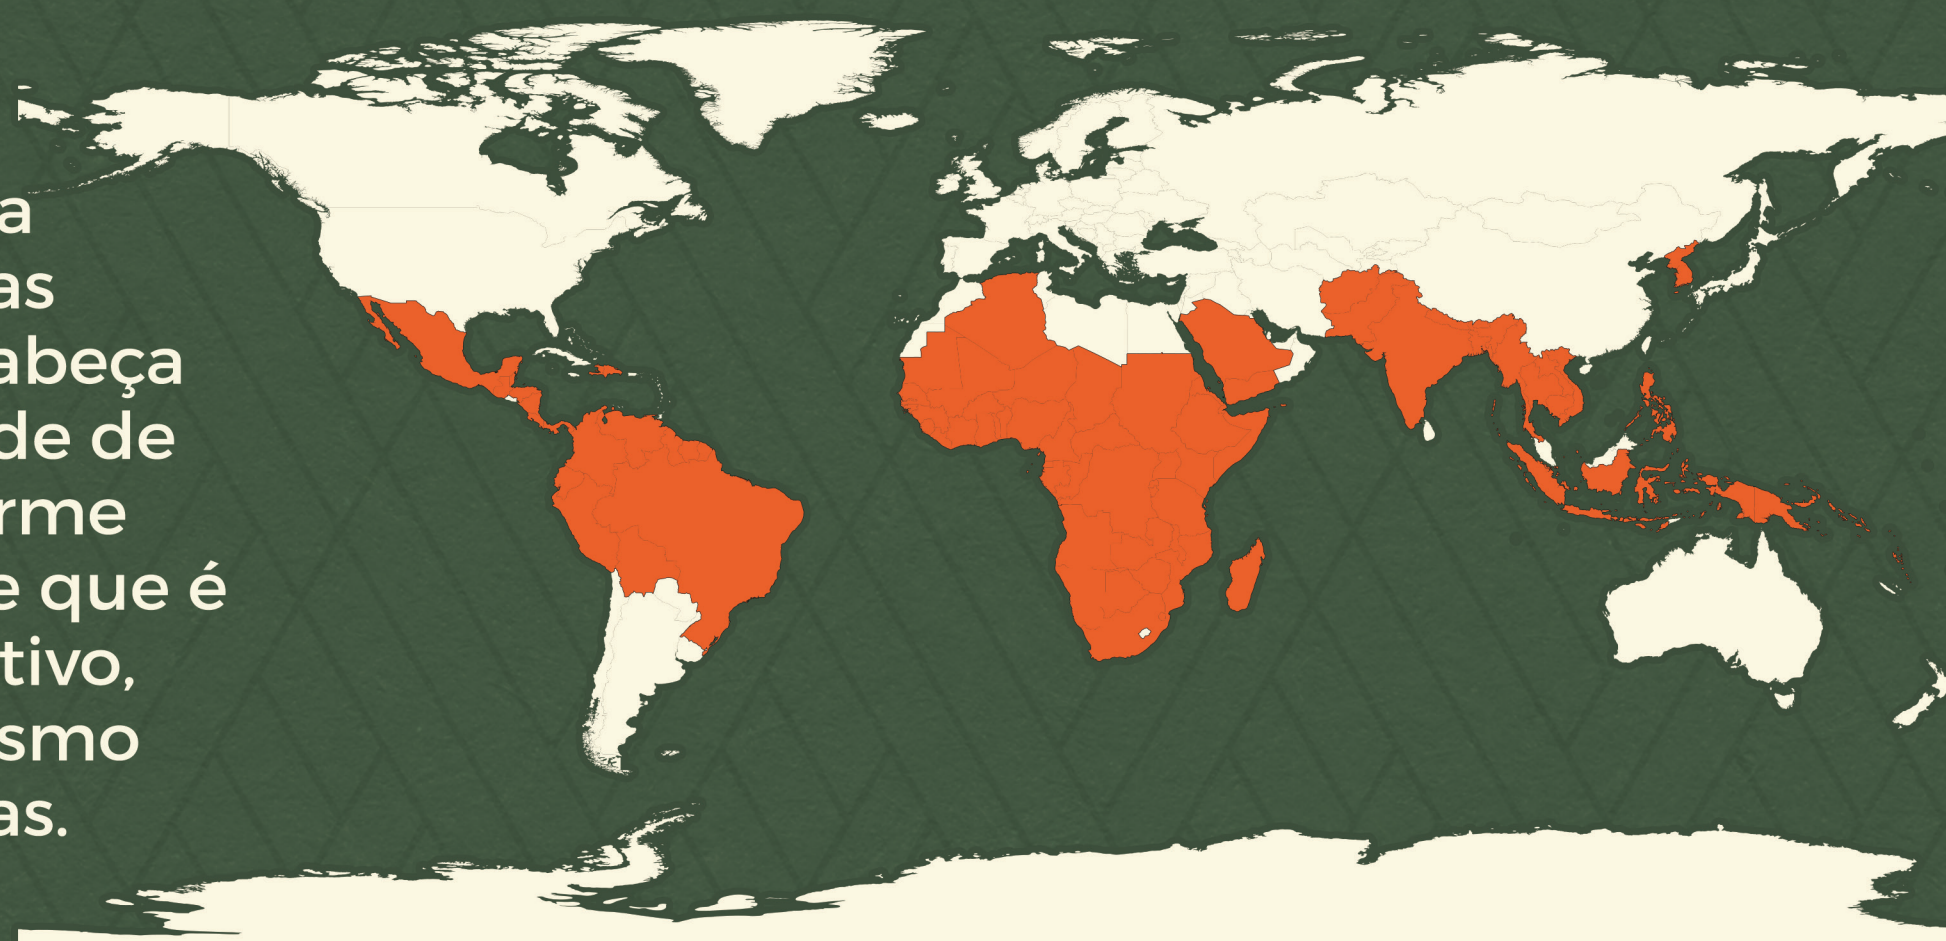 a
as
abeça
de de
rme
e que é
tivo,
smo
as.